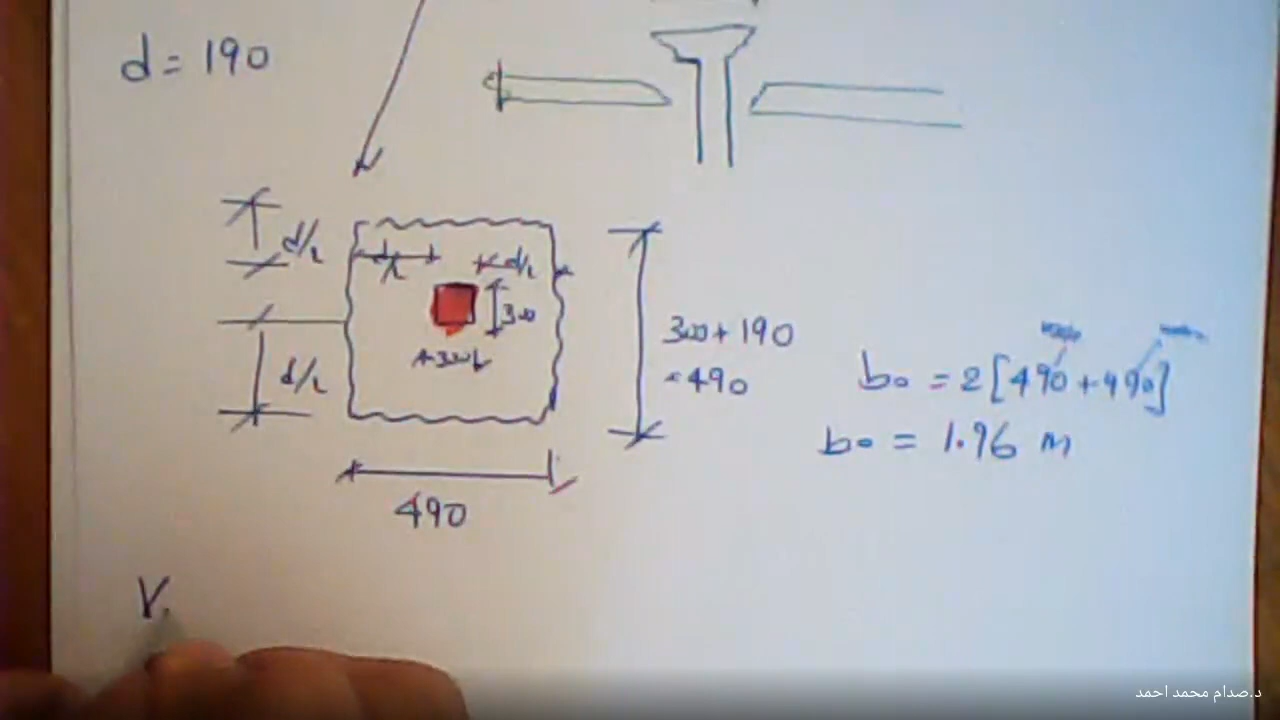 d = 190
d/2
d/2
d/2
300
300
d/2
300 + 190
= 490
b₀ = 2 [490 + 490]
b₀ = 1.96 m
490
V
د.صدام محمد احمد